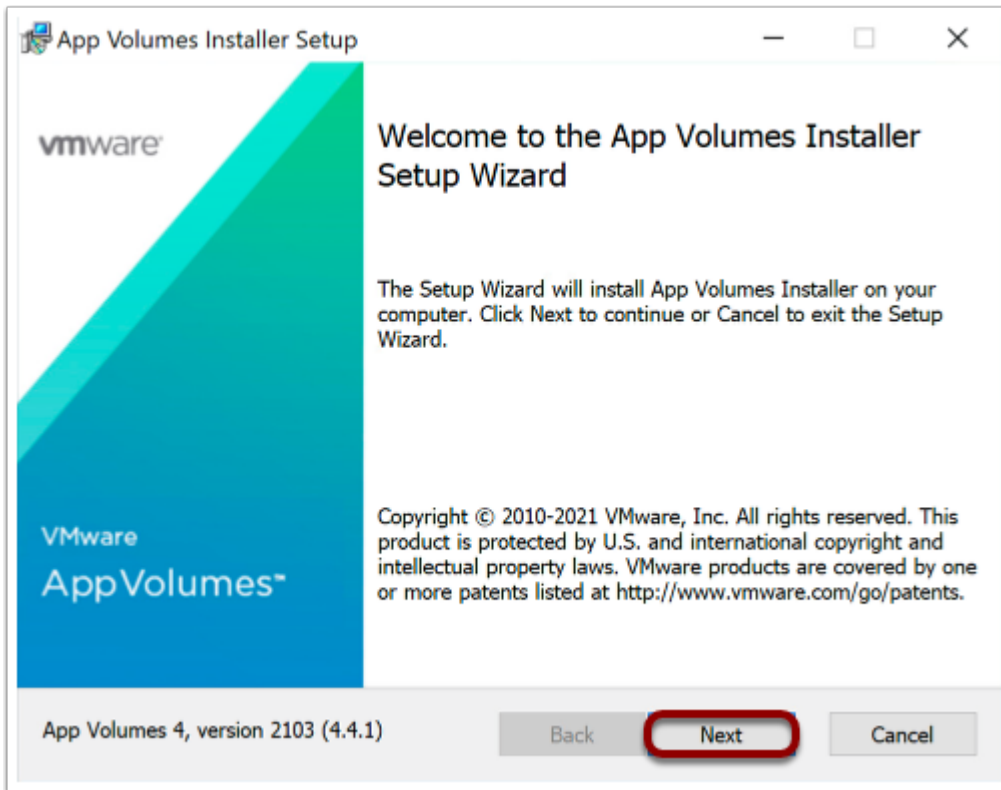 App Volumes Installer Setup
vmware
Welcome to the App Volumes Installer
Setup Wizard
The Setup Wizard will install App Volumes Installer on your
computer. Click Next to continue or Cancel to exit the Setup
Wizard.
Copyright © 2010-2021 VMware, Inc. All rights reserved. This
product is protected by U.S. and international copyright and
intellectual property laws. VMware products are covered by one
or more patents listed at http://www.vmware.com/go/patents.
VMware
App Volumes™
App Volumes 4, version 2103 (4.4.1)
Back
Next
Cancel